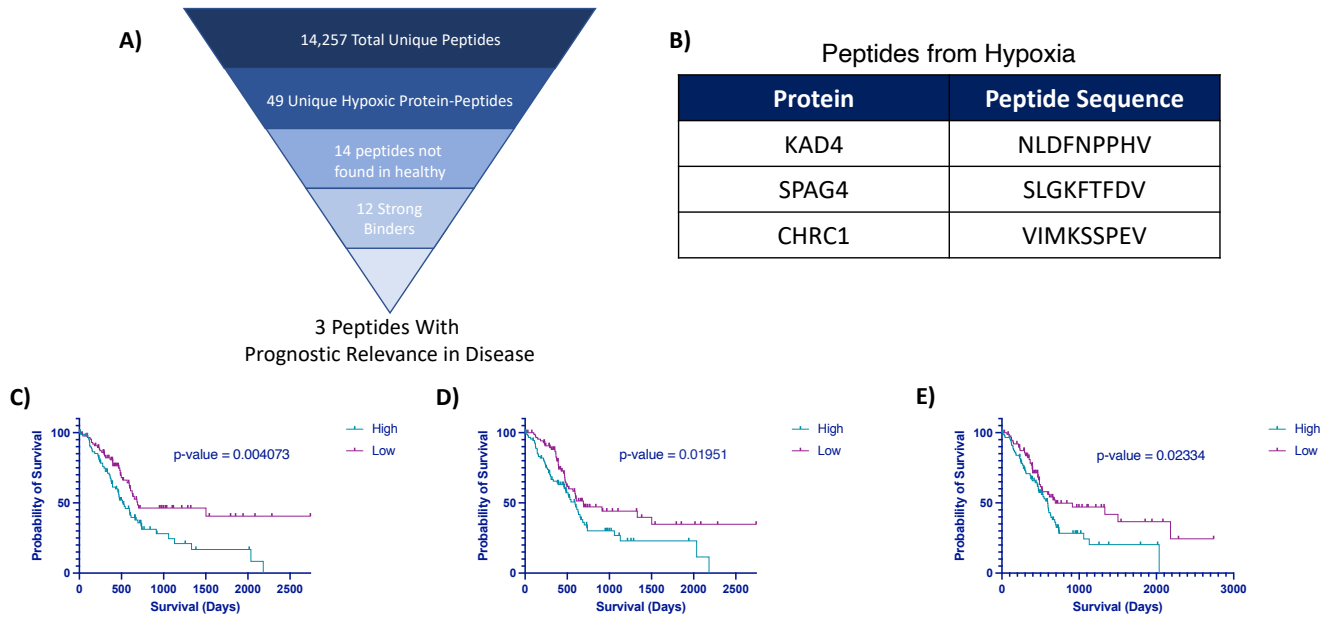 A)
14,257 Total Unique Peptides
49 Unique Hypoxic Protein-Peptides
14 peptides not
found in healthy
12 Strong
Binders
3 Peptides With
Prognostic Relevance in Disease
B)
Peptides from Hypoxia
Protein Peptide Sequence
KAD4 NLDFNPPHV
SPAG4 SLGKFTFDV
CHRC1 VIMKSSPEV
C)
High
Low
p-value = 0.004073
Probability of Survival
100
50
0
0 500 1000 1500 2000 2500
Survival (Days)
D)
High
Low
p-value = 0.01951
Probability of Survival
100
50
0
0 500 1000 1500 2000 2500
Survival (Days)
E)
High
Low
p-value = 0.02334
Probability of Survival
100
50
0
0 1000 2000 3000
Survival (Days)